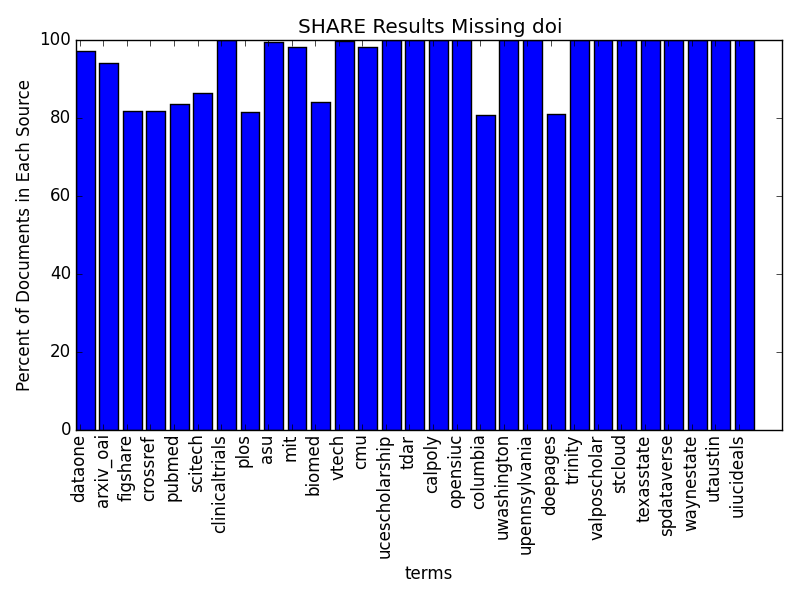 SHARE Results Missing doi
Percent of Documents in Each Source
100
80
60
40
20
0
dataone
arxiv_oai
figshare
crossref
pubmed
scitech
clinicaltrials
plos
asu
mit
biomed
vtech
cmu
ucescholarship
tdar
calpoly
opensiuc
columbia
uwashington
upennsylvania
doepages
trinity
valposcholar
stcloud
texasstate
spdataverse
waynestate
utaustin
uiucideals
terms